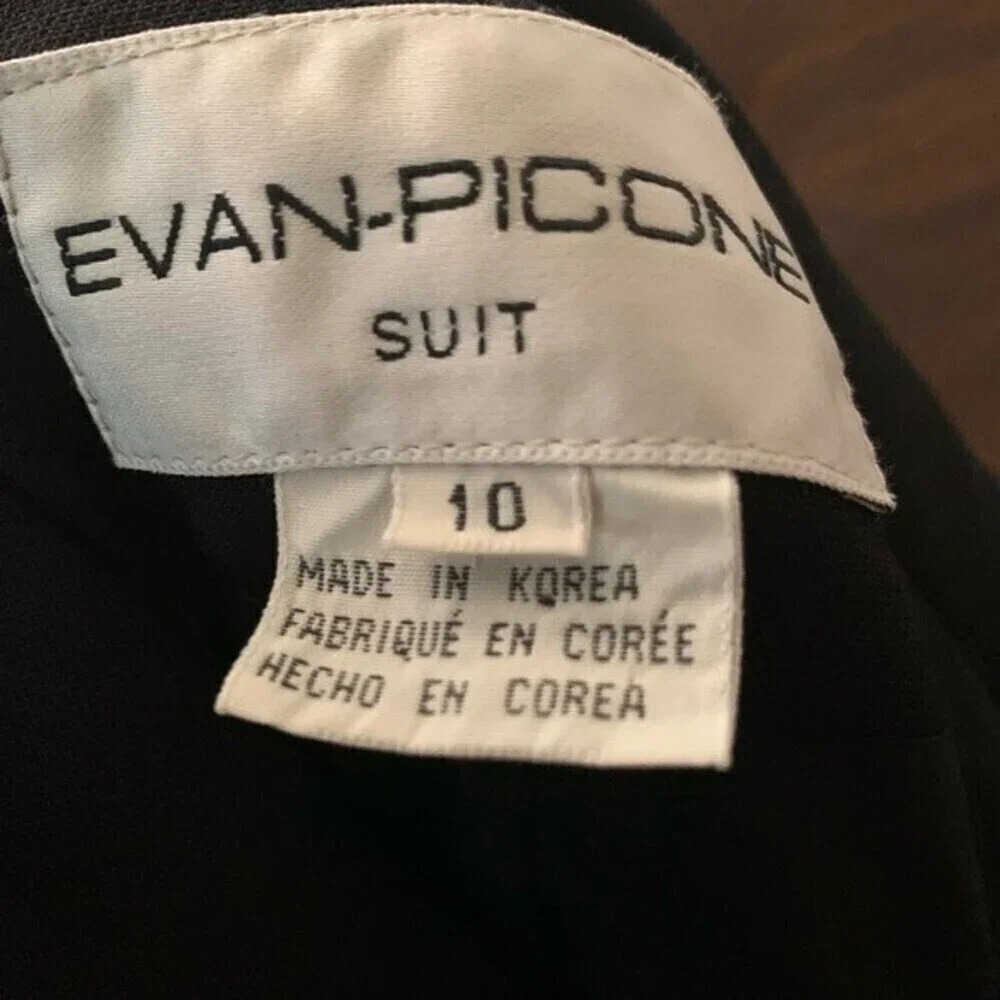 EVAN-PICONE
SUIT
10
MADE IN KOREA
FABRIQUÉ EN CORÉE
HECHO EN COREA